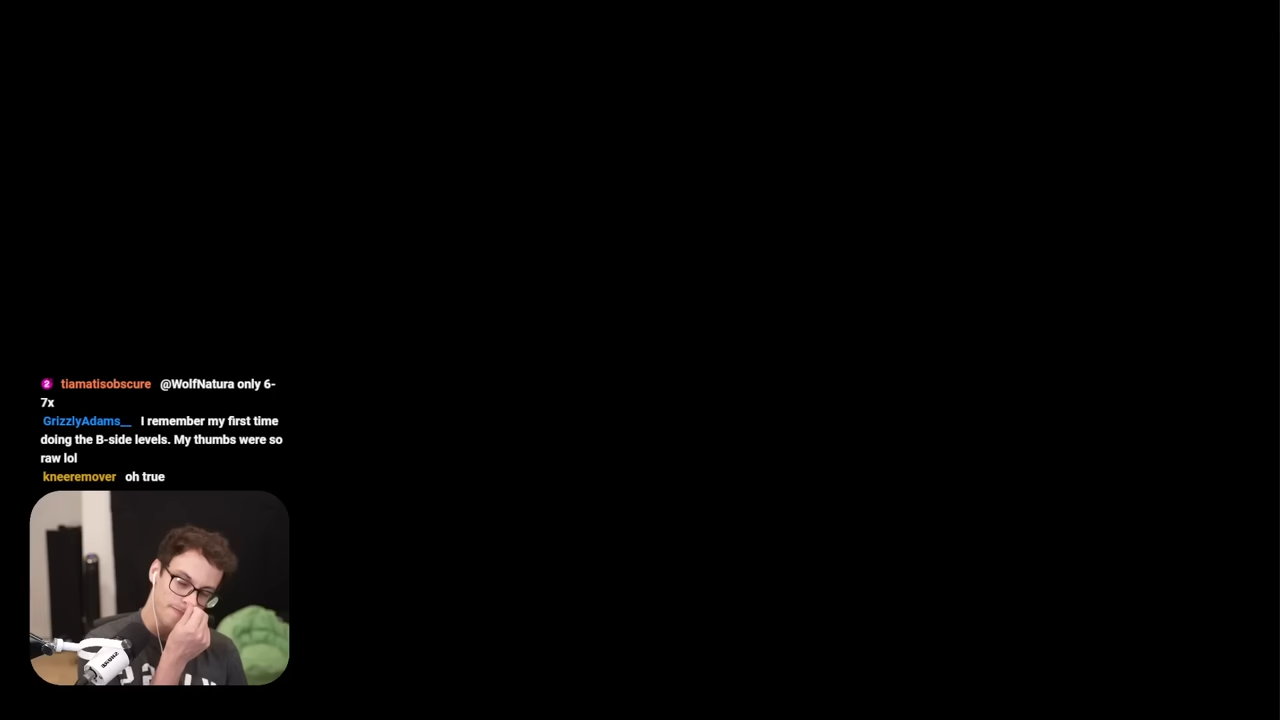 2 tiamatisobscure @WolfNatura only 6-
7x
GrizzlyAdams__ I remember my first time
doing the B-side levels. My thumbs were so
raw lol
kneeremover oh true
SHURE